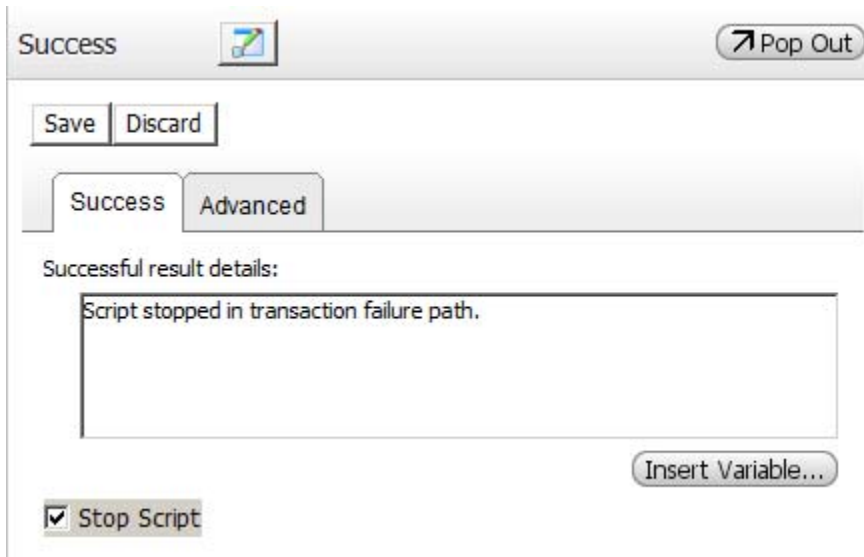 Success Pop Out
Save Discard
Success Advanced
Successful result details:
Script stopped in transaction failure path.
Insert Variable...
Stop Script